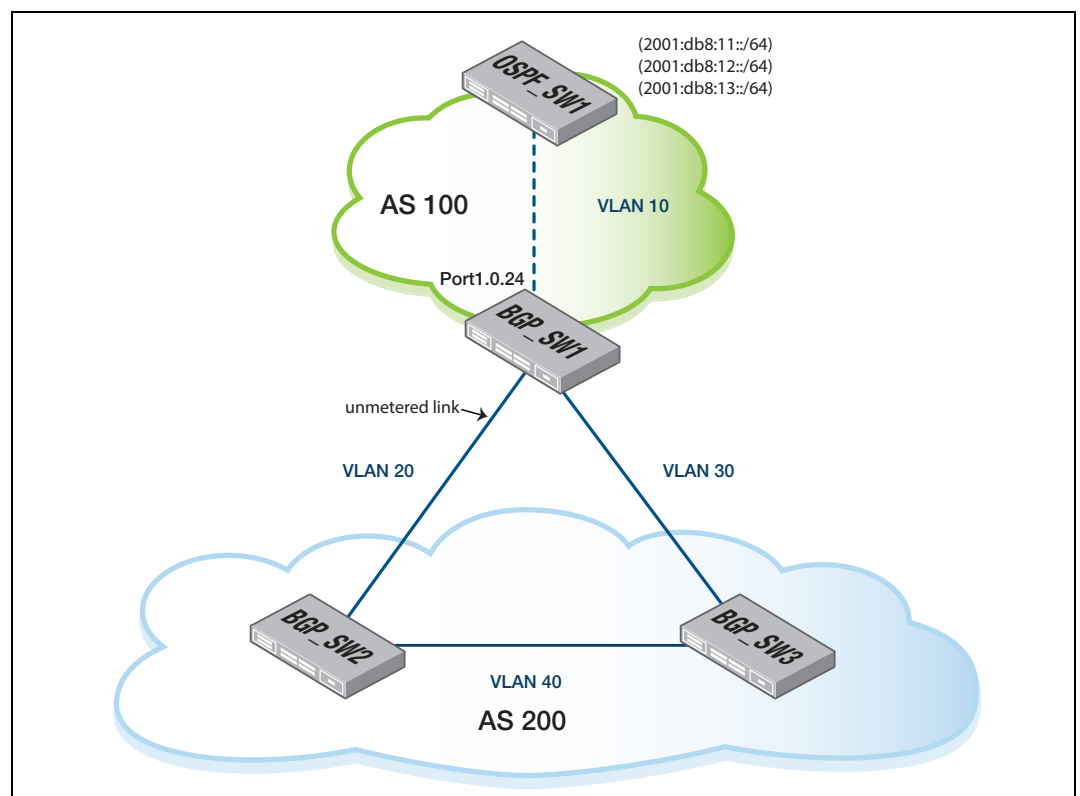 (2001:db8:11::/64)
(2001:db8:12::/64)
(2001:db8:13::/64)
OSPF_SW1
AS 100
VLAN 10
Port1.0.24
BGP_SW1
unmetered link
VLAN 20
VLAN 30
BGP_SW2
BGP_SW3
VLAN 40
AS 200